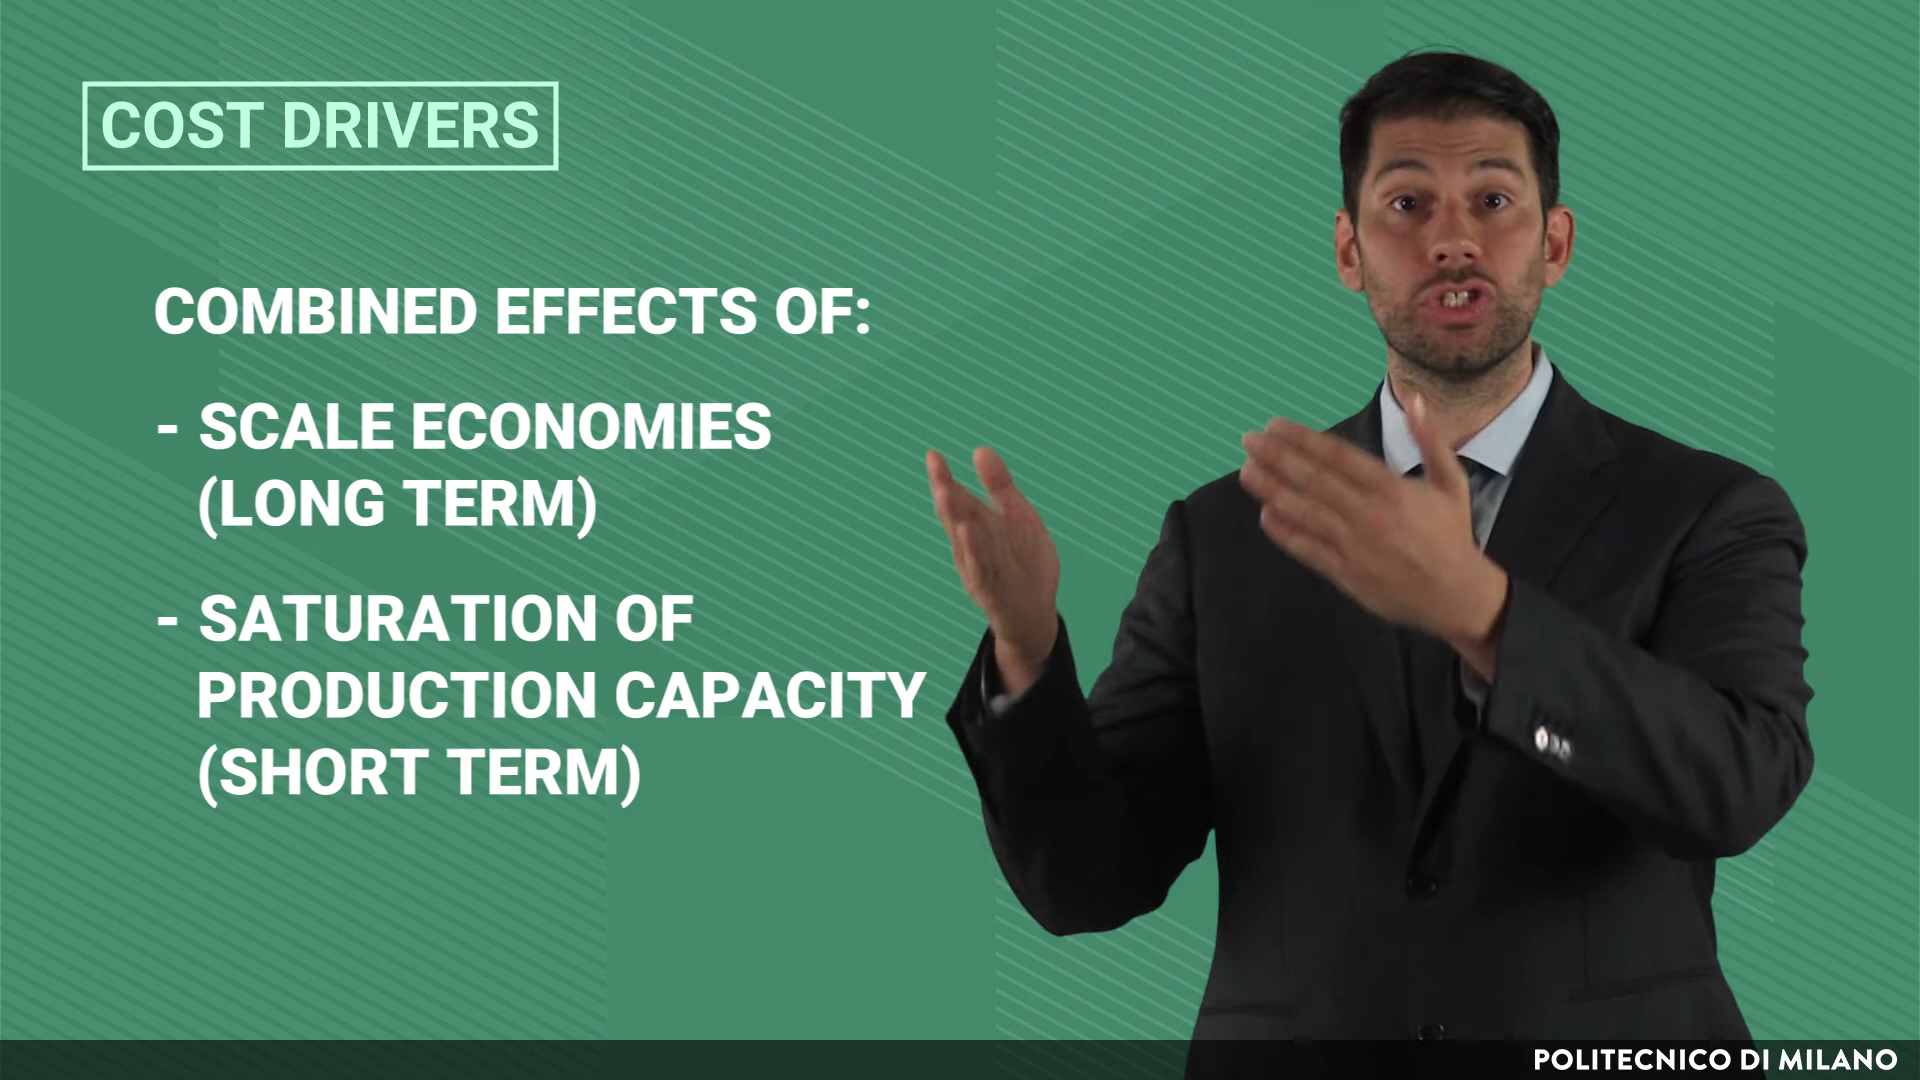 COST DRIVERS
COMBINED EFFECTS OF:
- SCALE ECONOMIES
(LONG TERM)
- SATURATION OF
PRODUCTION CAPACITY
(SHORT TERM)
POLITECNICO DI MILANO